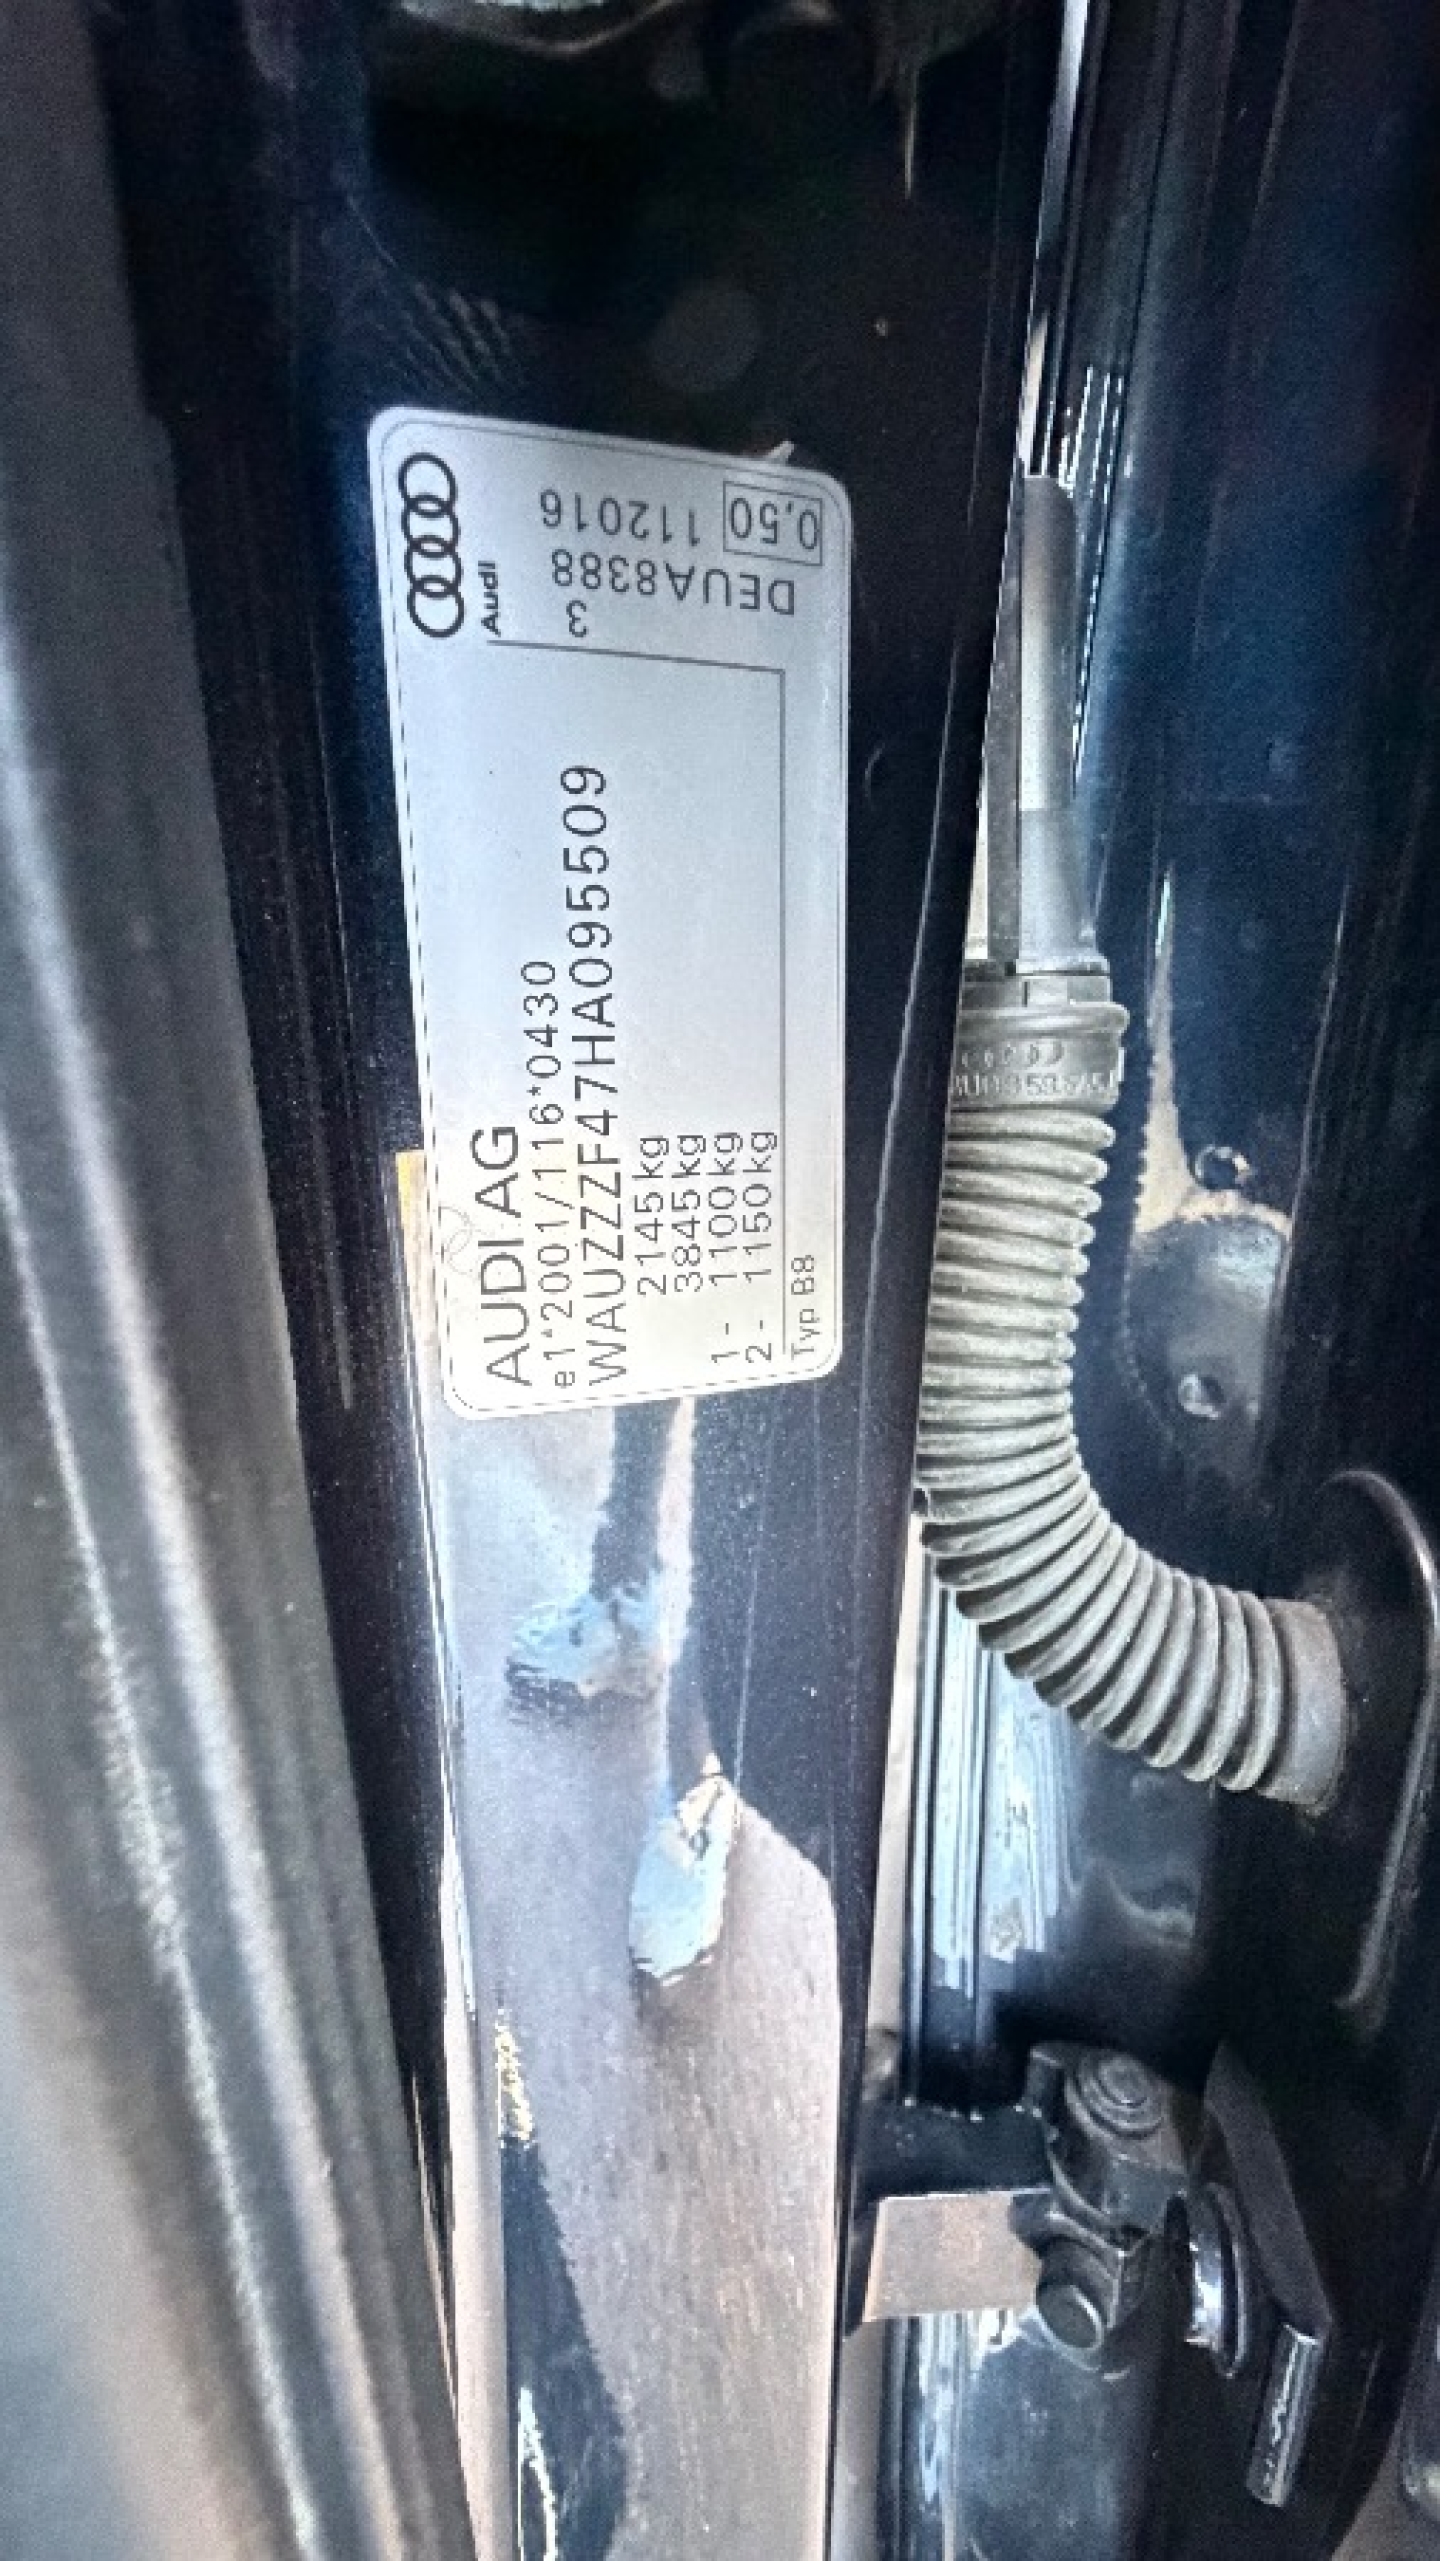 AUDI AG
e1*2001/116*0430
WAUZZZF47HA095509
2145kg
3845kg
1- 1100kg
2- 1150kg
Typ B8
Audi
DEUA8388
3
112016
0,50